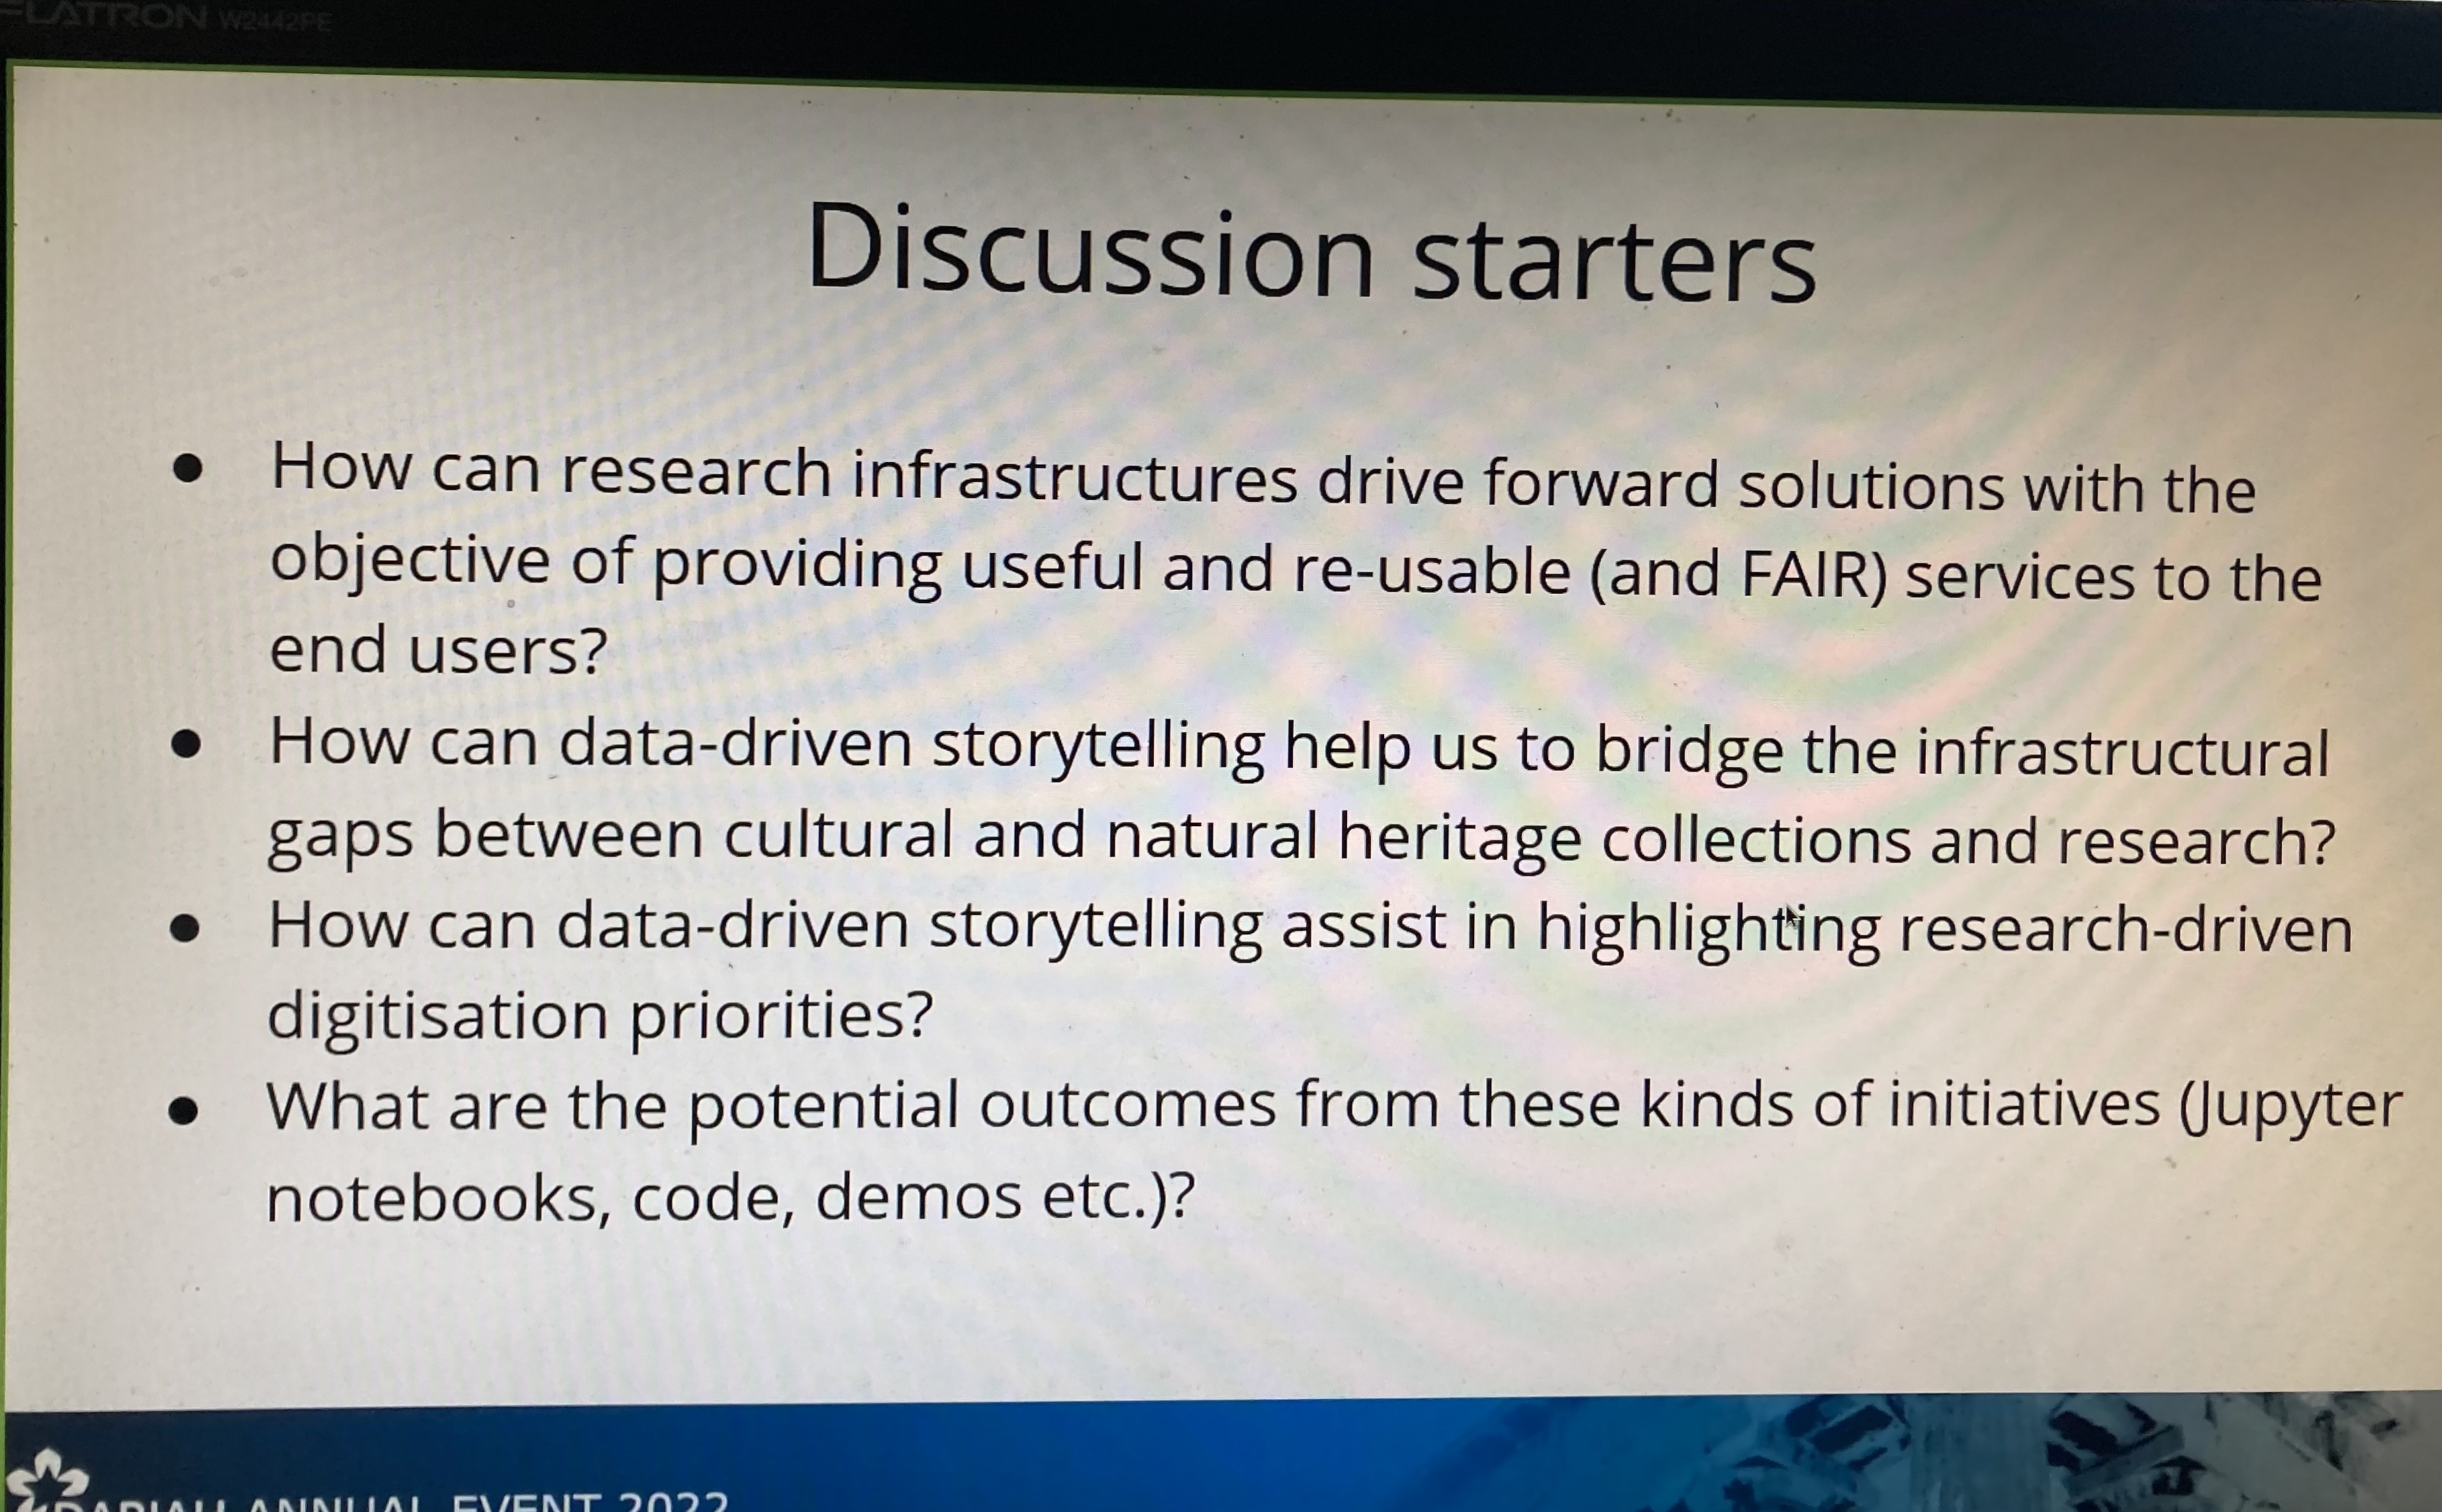 FLATRON W2442PE
Discussion starters
● How can research infrastructures drive forward solutions with the
objective of providing useful and re-usable (and FAIR) services to the
end users?
● How can data-driven storytelling help us to bridge the infrastructural
gaps between cultural and natural heritage collections and research?
● How can data-driven storytelling assist in highlighting research-driven
digitisation priorities?
● What are the potential outcomes from these kinds of initiatives (Jupyter
notebooks, code, demos etc.)?
DARIAH ANNUAL EVENT 2022